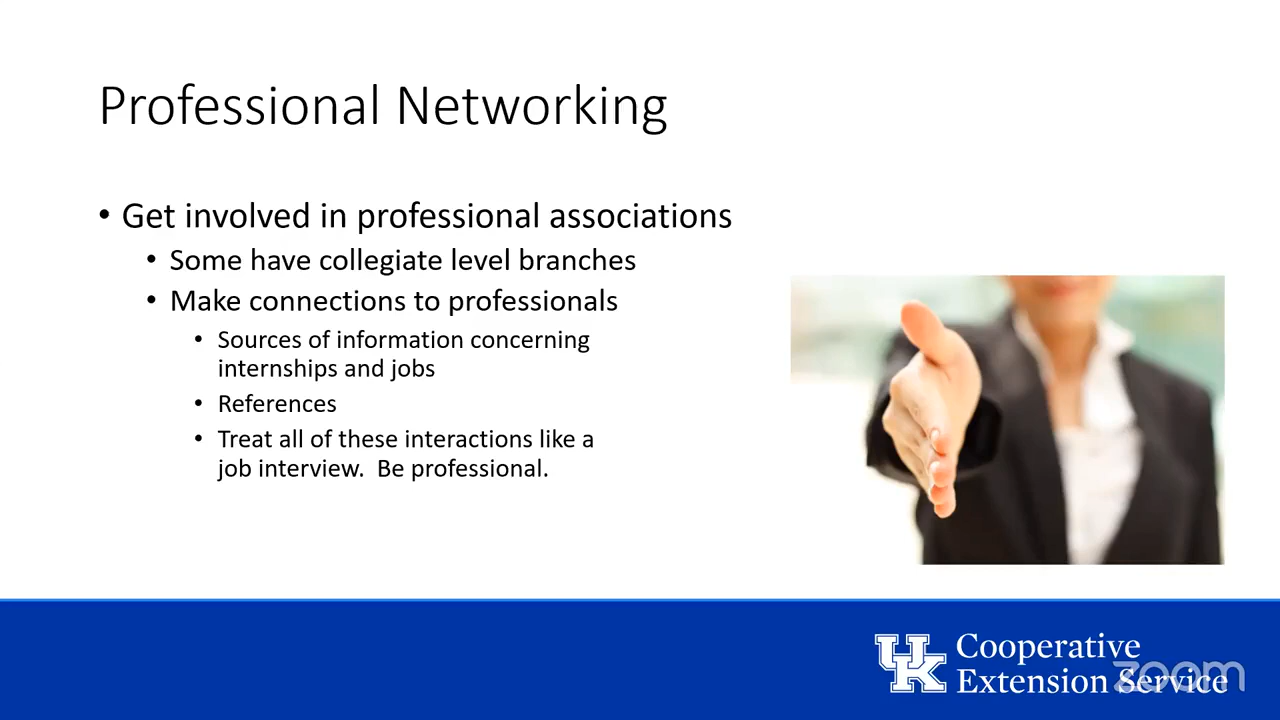 Professional Networking
• Get involved in professional associations
• Some have collegiate level branches
• Make connections to professionals
• Sources of information concerning
internships and jobs
• References
• Treat all of these interactions like a
job interview.  Be professional.
UK
Cooperative
Extension Service
zoom